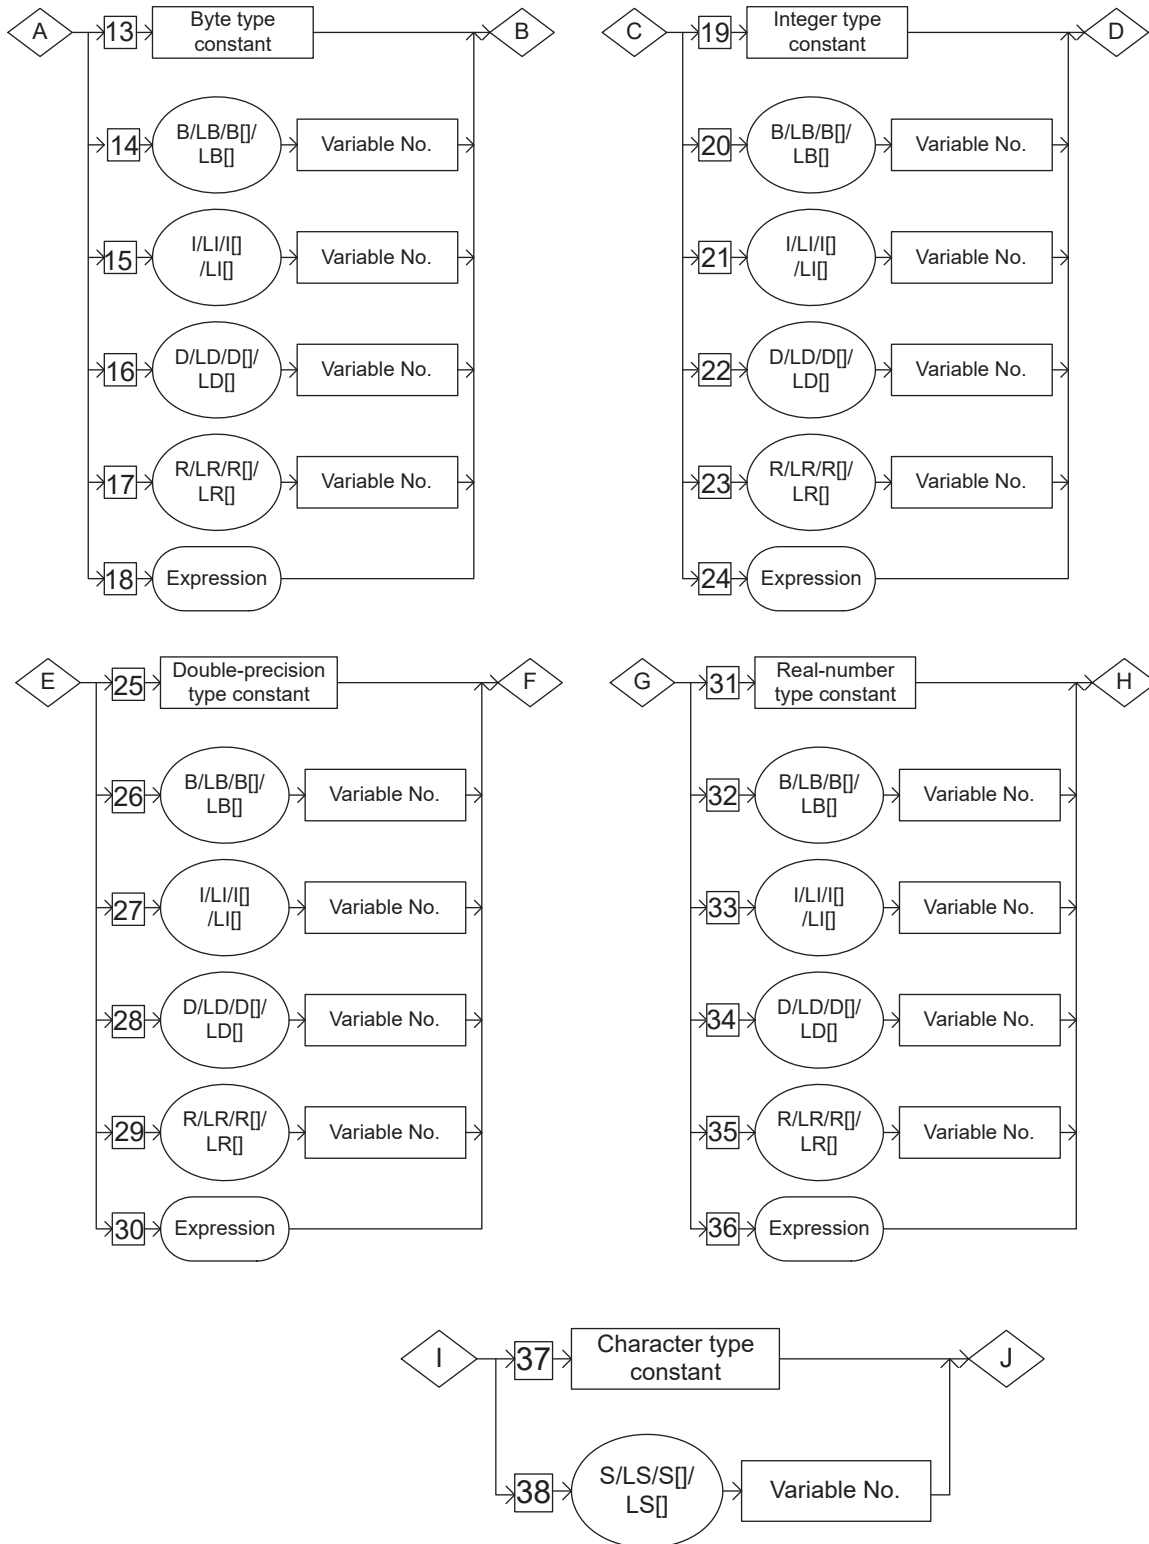 A
13
Byte type
constant
B
14
B/LB/B[]/
LB[]
Variable No.
15
I/LI/I[]
/LI[]
Variable No.
16
D/LD/D[]/
LD[]
Variable No.
17
R/LR/R[]/
LR[]
Variable No.
18
Expression
C
19
Integer type
constant
D
20
B/LB/B[]/
LB[]
Variable No.
21
I/LI/I[]
/LI[]
Variable No.
22
D/LD/D[]/
LD[]
Variable No.
23
R/LR/R[]/
LR[]
Variable No.
24
Expression
E
25
Double-precision
type constant
F
26
B/LB/B[]/
LB[]
Variable No.
27
I/LI/I[]
/LI[]
Variable No.
28
D/LD/D[]/
LD[]
Variable No.
29
R/LR/R[]/
LR[]
Variable No.
30
Expression
G
31
Real-number
type constant
H
32
B/LB/B[]/
LB[]
Variable No.
33
I/LI/I[]
/LI[]
Variable No.
34
D/LD/D[]/
LD[]
Variable No.
35
R/LR/R[]/
LR[]
Variable No.
36
Expression
I
37
Character type
constant
J
38
S/LS/S[]/
LS[]
Variable No.